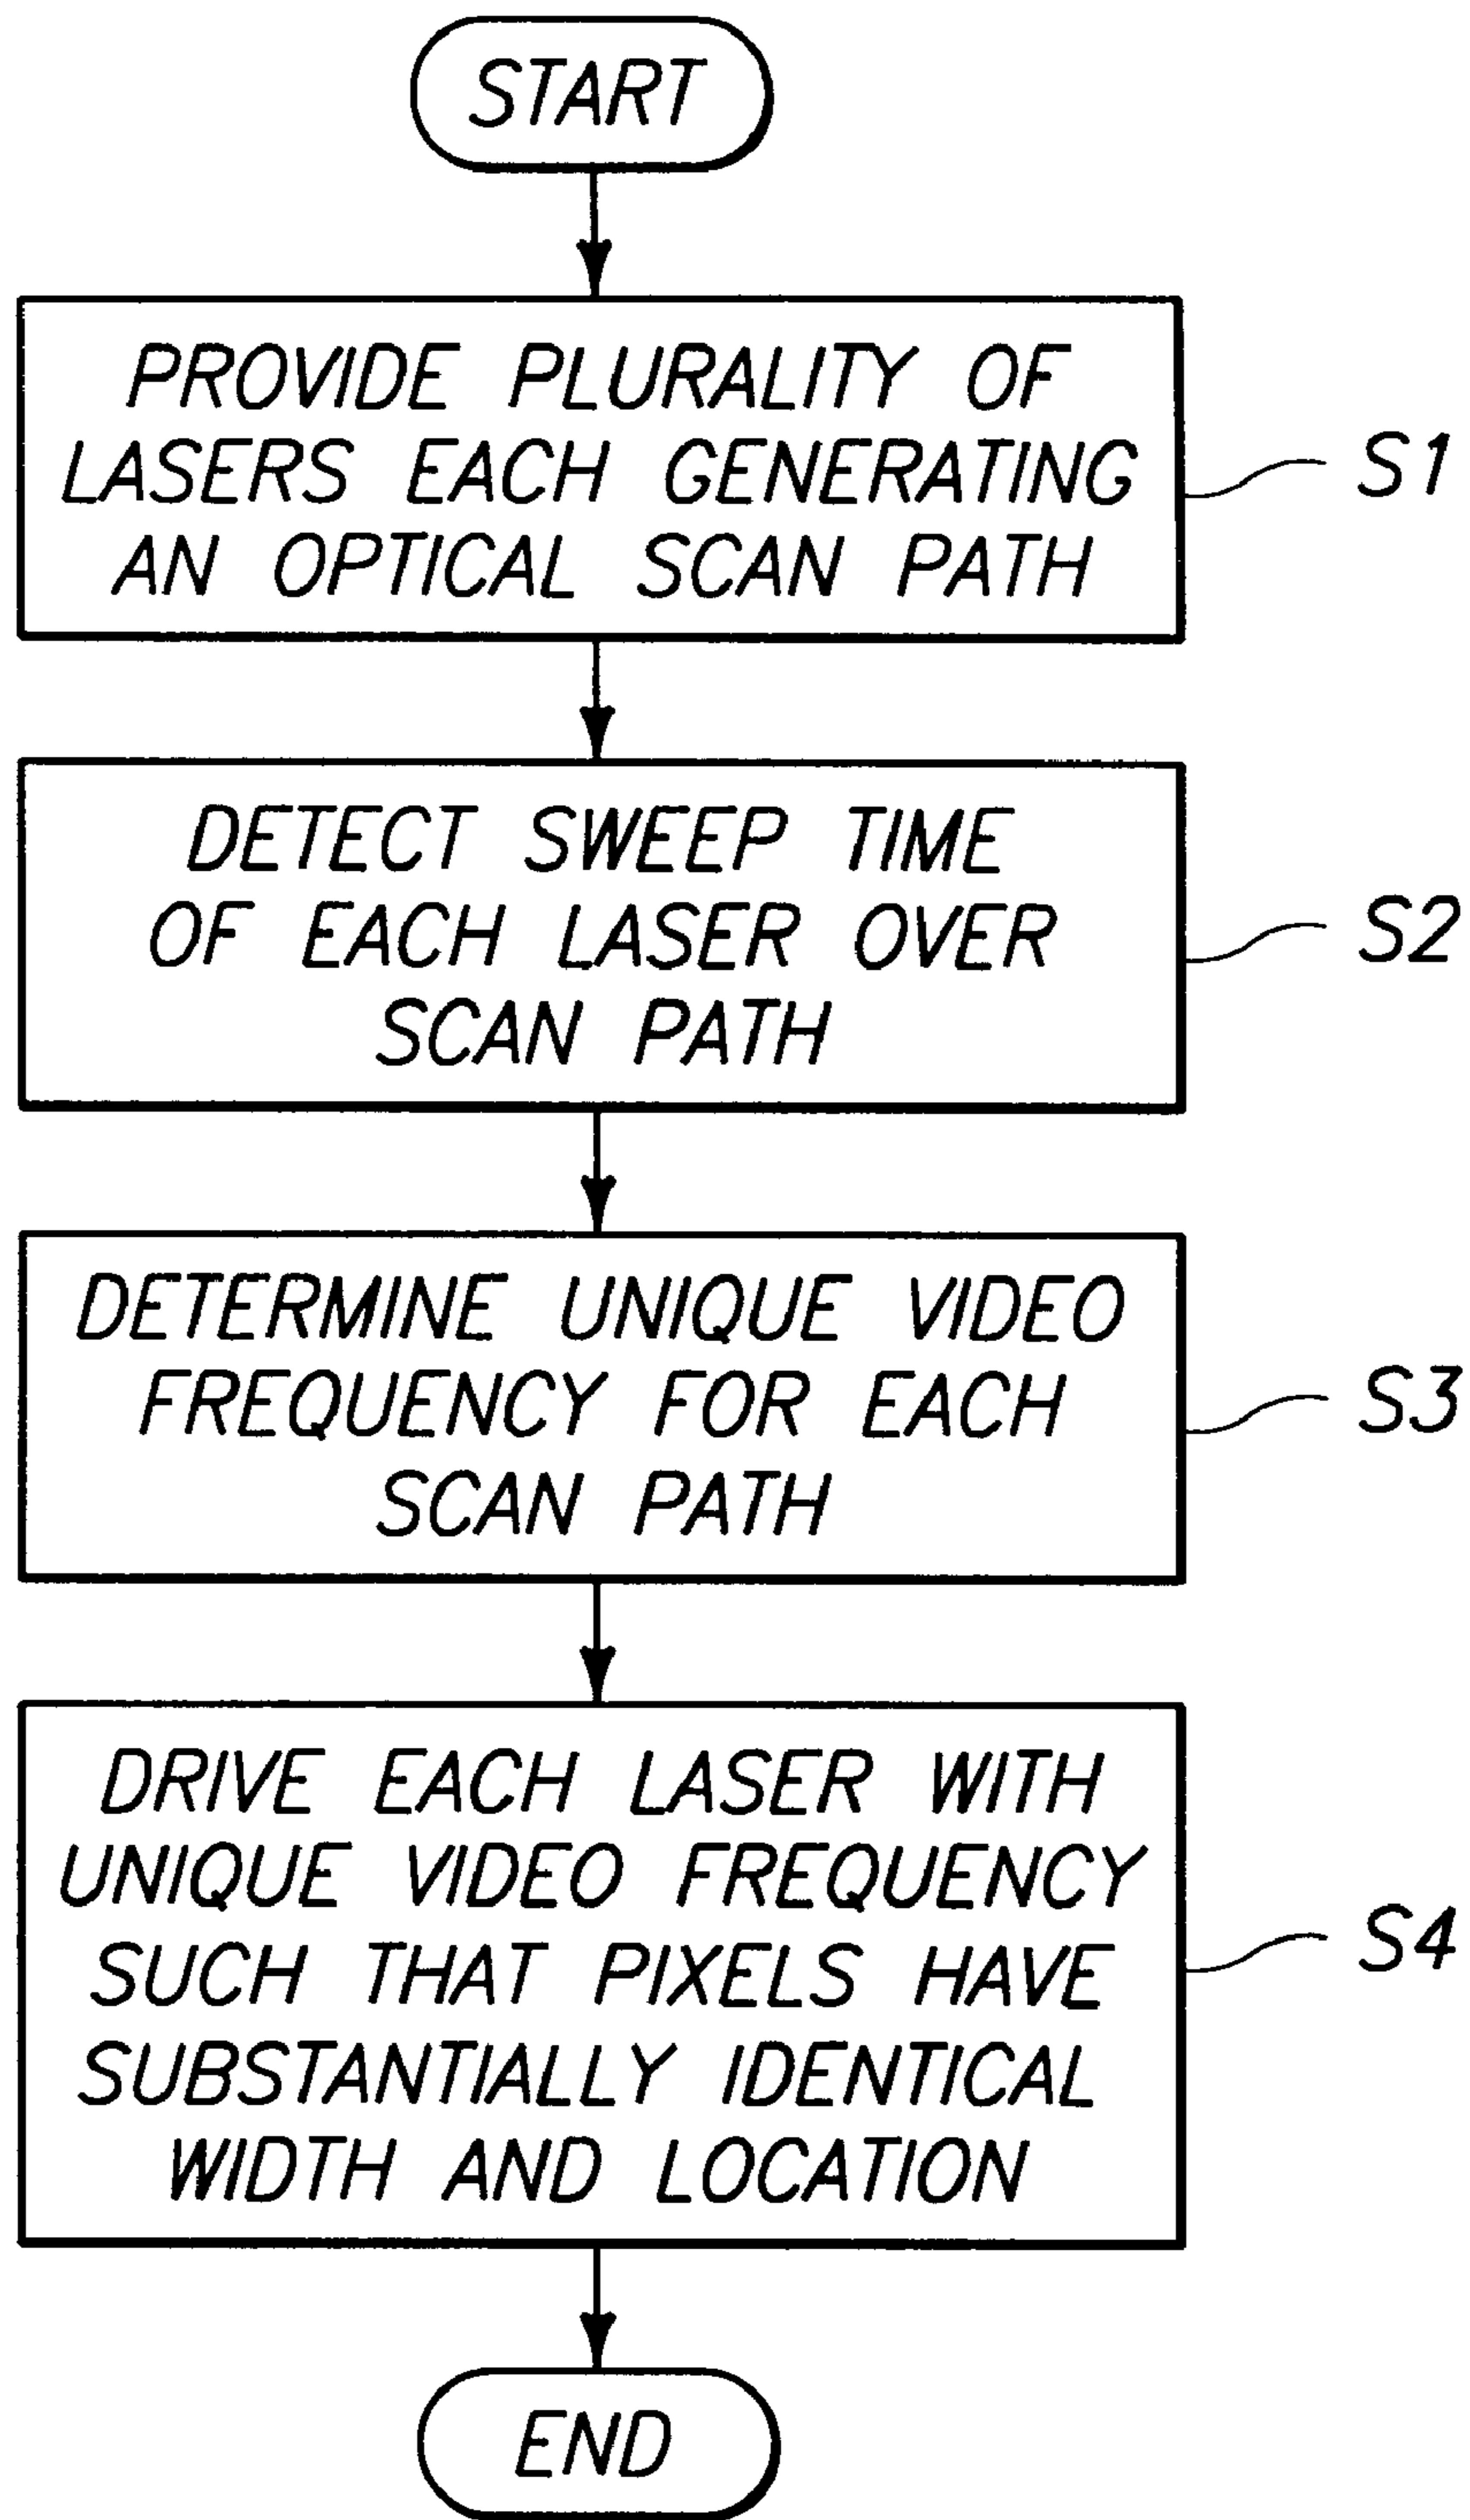 START
PROVIDE PLURALITY OF
LASERS EACH GENERATING
AN OPTICAL SCAN PATH
S1
DETECT SWEEP TIME
OF EACH LASER OVER
SCAN PATH
S2
DETERMINE UNIQUE VIDEO
FREQUENCY FOR EACH
SCAN PATH
S3
DRIVE EACH LASER WITH
UNIQUE VIDEO FREQUENCY
SUCH THAT PIXELS HAVE
SUBSTANTIALLY IDENTICAL
WIDTH AND LOCATION
S4
END